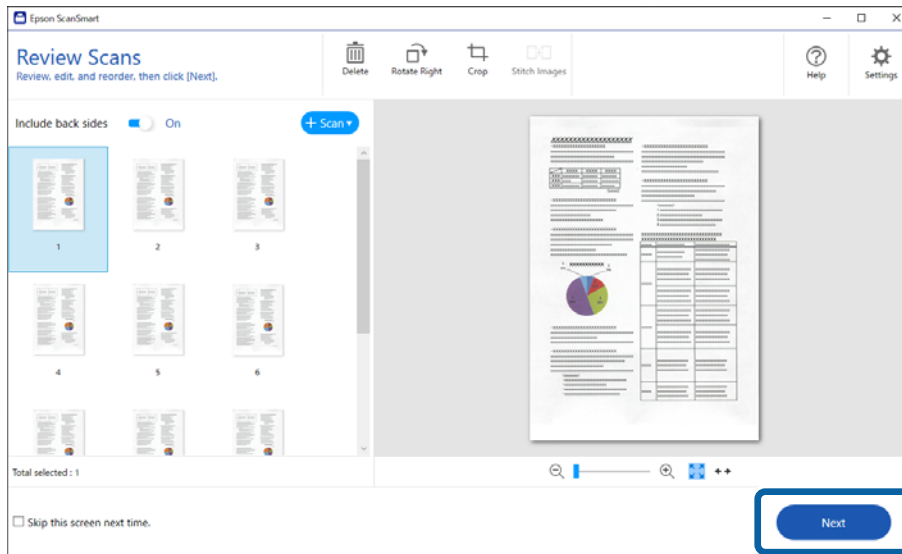 Epson ScanSmart
Review Scans
Review, edit, and reorder, then click [Next].
Delete
Rotate Right
Crop
Stitch Images
Help
Settings
Include back sides
On
+ Scan
1
2
3
4
5
6
Total selected : 1
Skip this screen next time.
Next